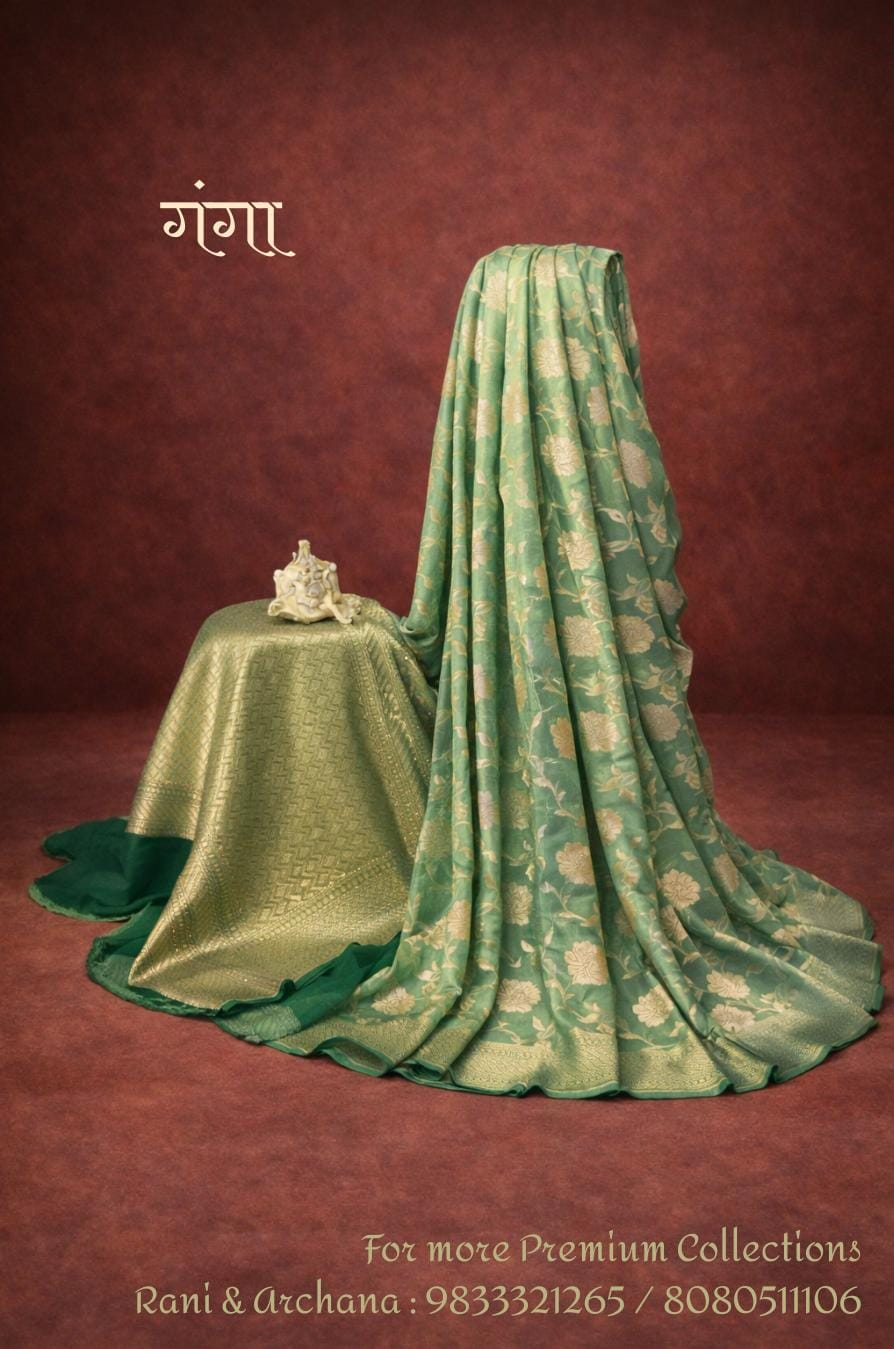 गंगा
For more Premium Collections
Rani & Archana : 9833321265 / 8080511106